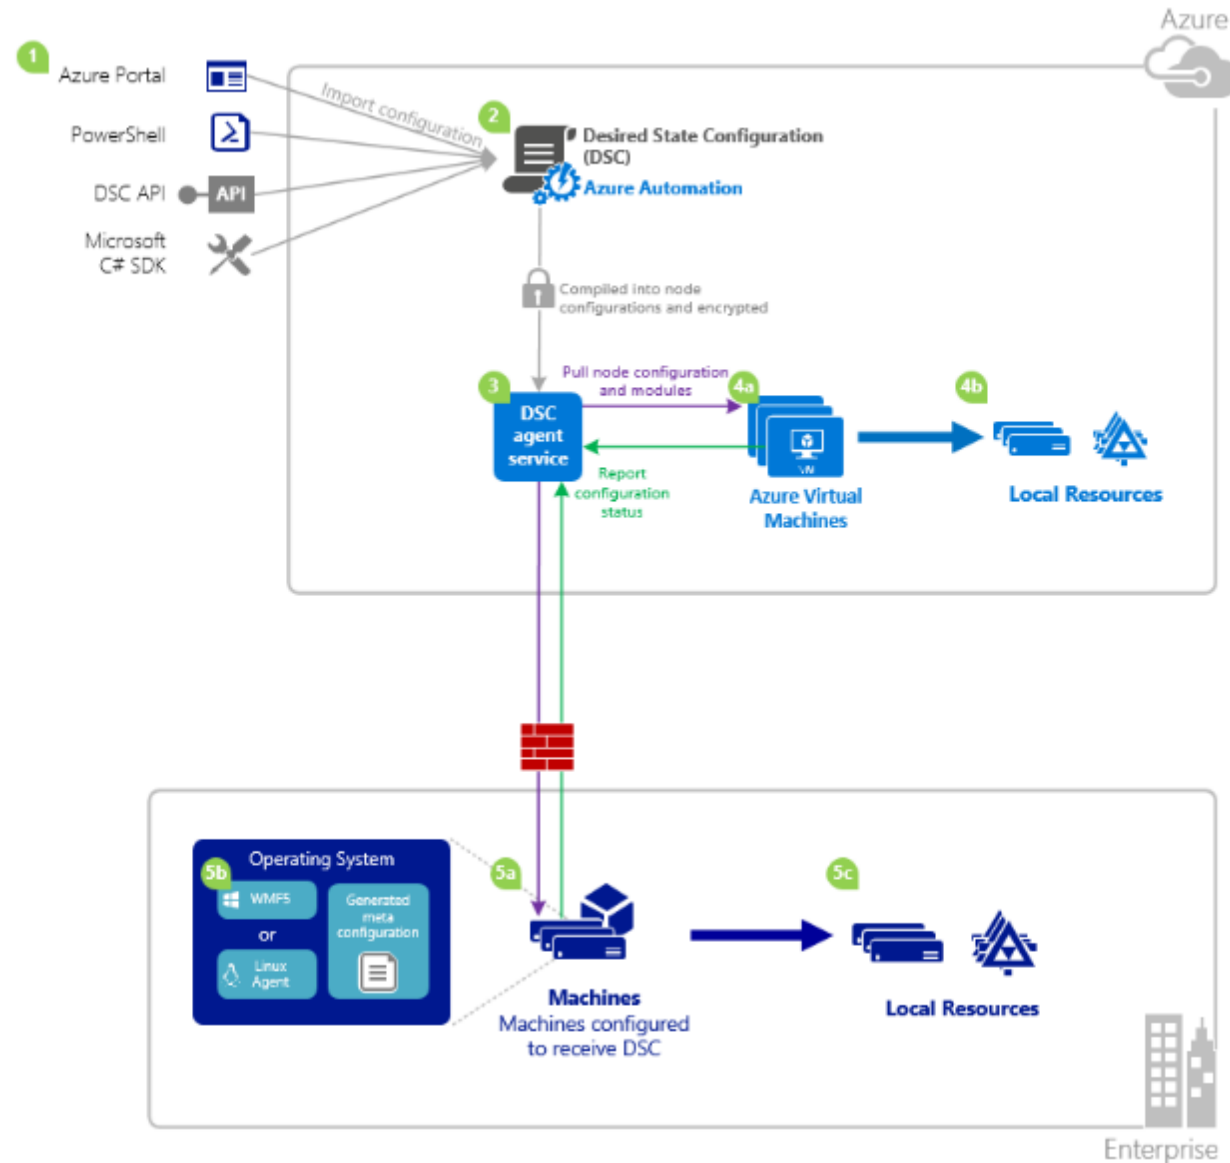 Azure
1
Azure Portal
PowerShell
DSC API
API
Microsoft
C# SDK
Import configuration
2
Desired State Configuration
(DSC)
Azure Automation
Compiled into node
configurations and encrypted
3
DSC
agent
service
Pull node configuration
and modules
Report
configuration
status
4a
VM
Azure Virtual
Machines
4b
Local Resources
Operating System
5b
WMF5
or
Linux
Agent
Generated
meta
configuration
5a
Machines
Machines configured
to receive DSC
5c
Local Resources
Enterprise